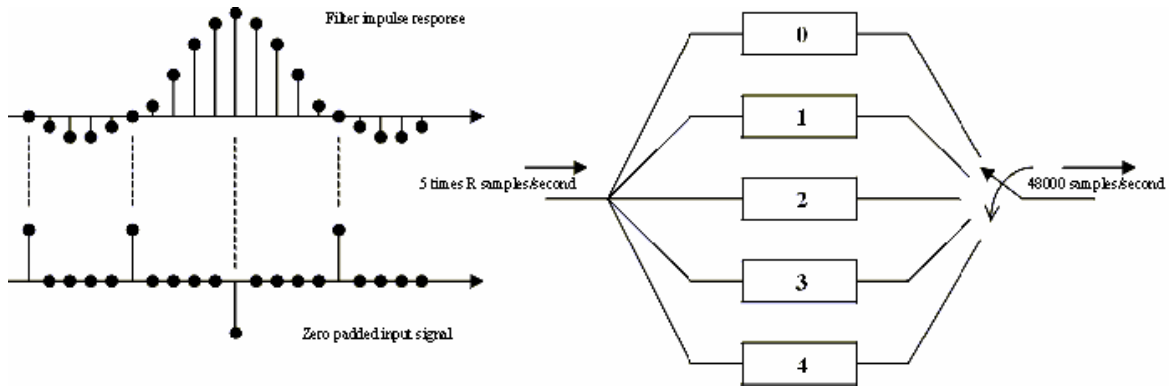 Filter impulse response
Zero padded input signal
5 times R samples/second
0
1
2
3
4
48000 samples/second